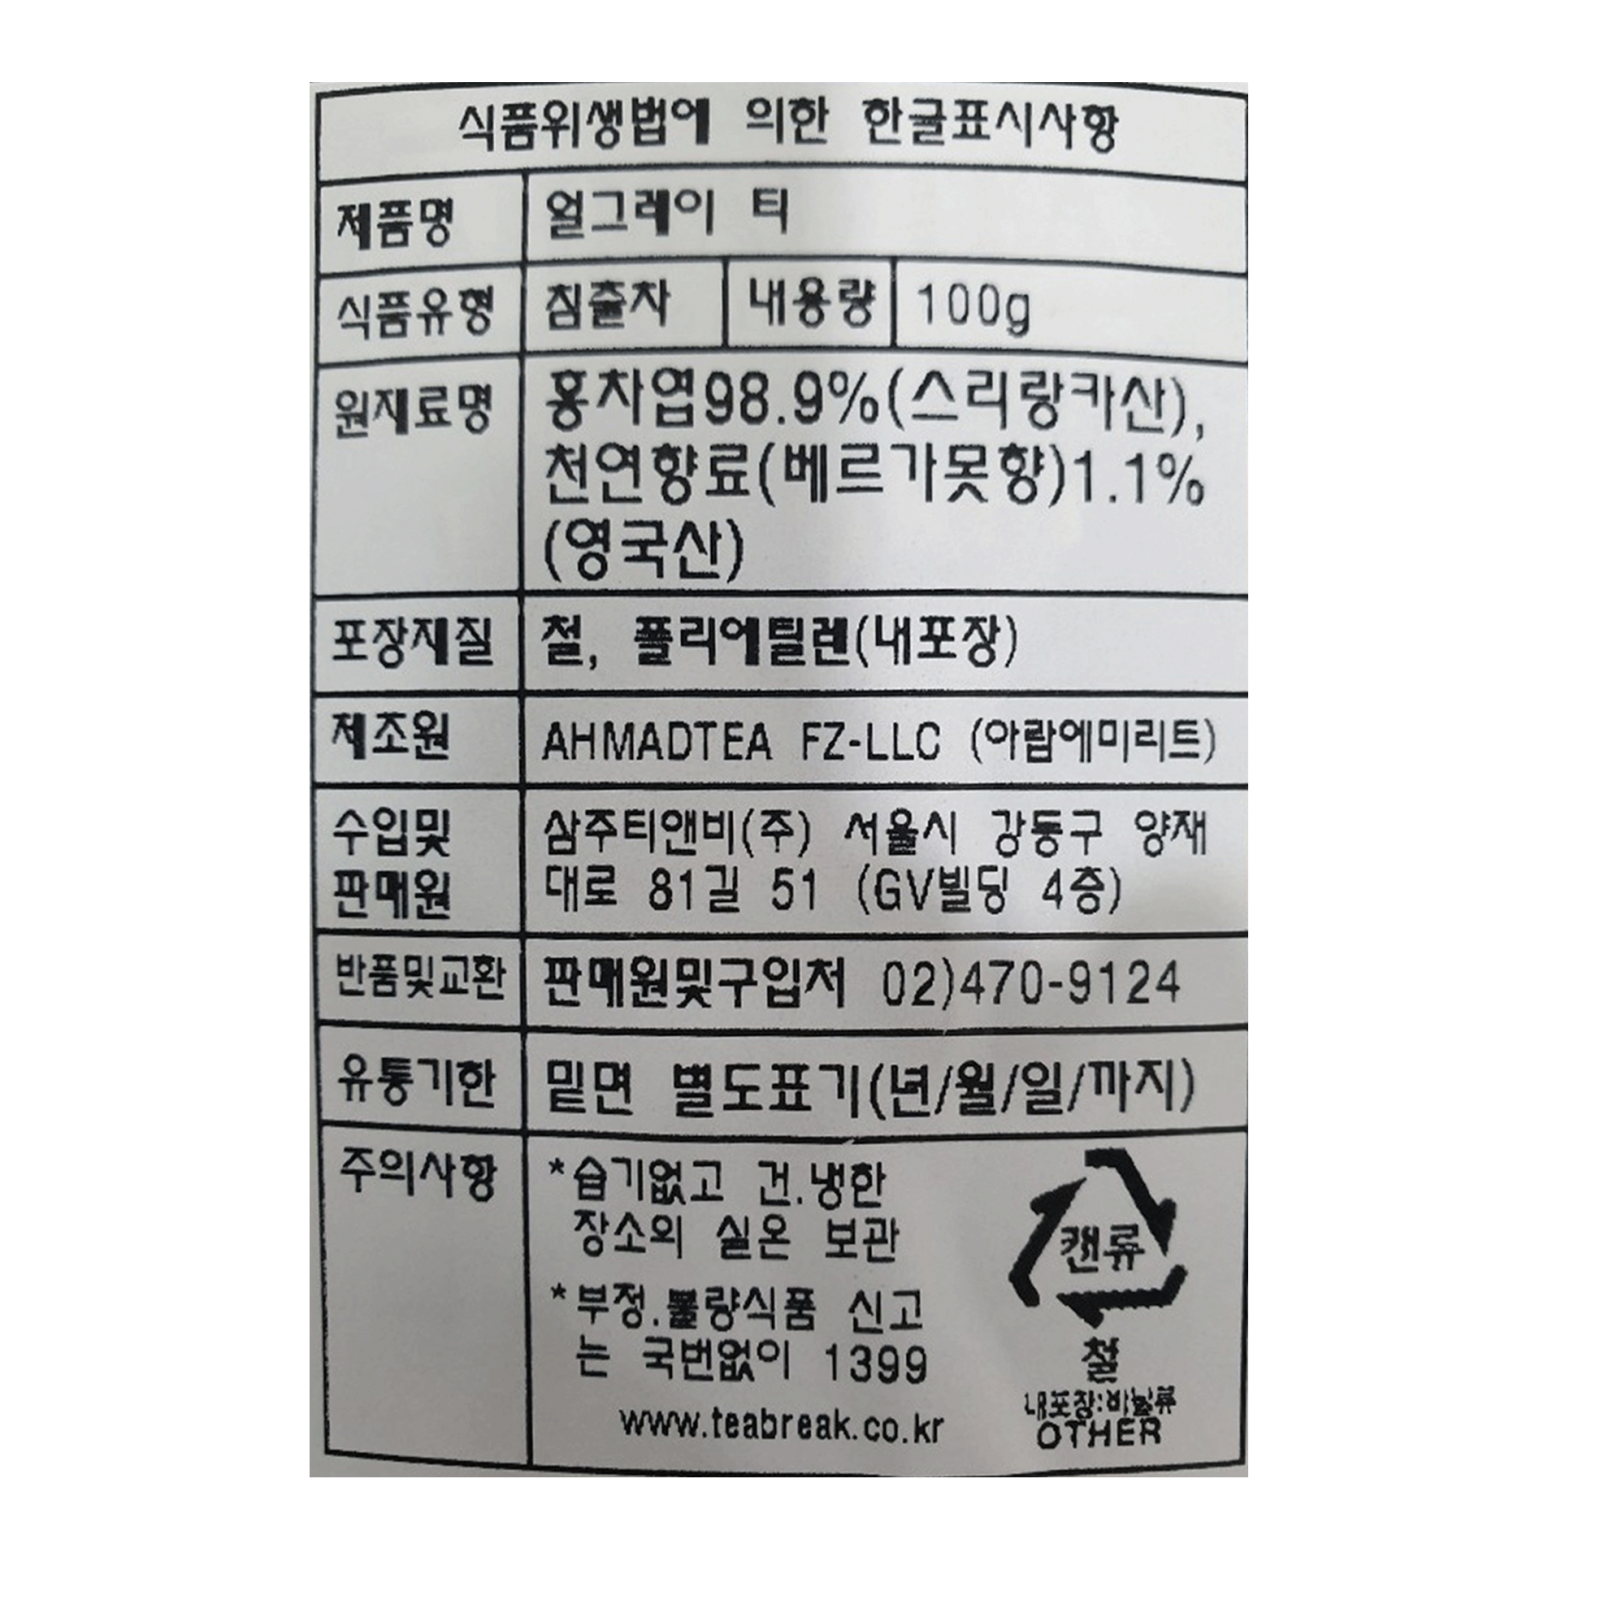 식품위생법에 의한 한글표시사항
제품명 얼그레이 티
식품유형 침출차 내용량 100g
원재료명 홍차엽98.9%(스리랑카산),
천연향료(베르가못향)1.1%
(영국산)
포장재질 철, 폴리에틸렌(내포장)
제조원 AHMADTEA FZ-LLC (아랍에미리트)
수입및 삼주티앤비(주) 서울시 강동구 양재
판매원 대로 81길 51 (GV빌딩 4층)
반품및교환 판매원및구입처 02)470-9124
유통기한 밑면 별도표기(년/월/일/까지)
주의사항 *습기없고 건.냉한
장소의 실온 보관
*부정.불량식품 신고
는 국번없이 1399
www.teabreak.co.kr
캔류
철
내포장:비닐류
OTHER